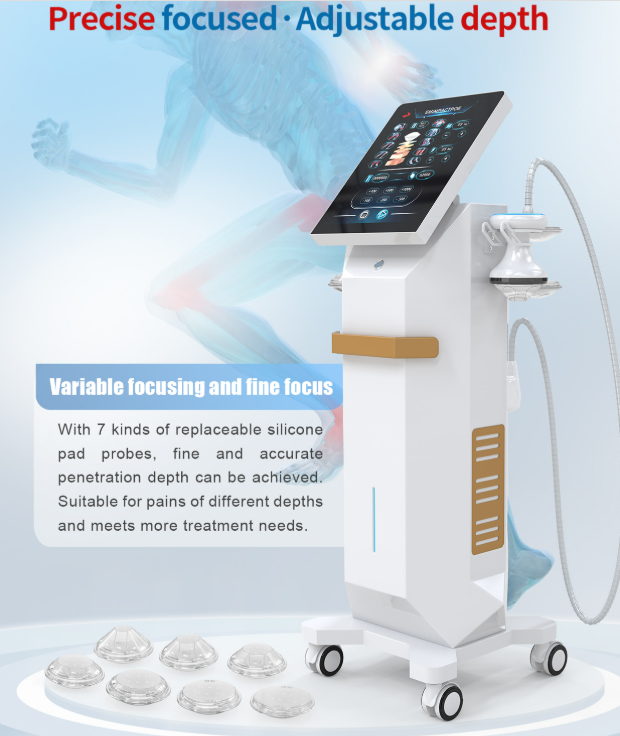 Precise focused · Adjustable depth
Variable focusing and fine focus
With 7 kinds of replaceable silicone
pad probes, fine and accurate
penetration depth can be achieved.
Suitable for pains of different depths
and meets more treatment needs.